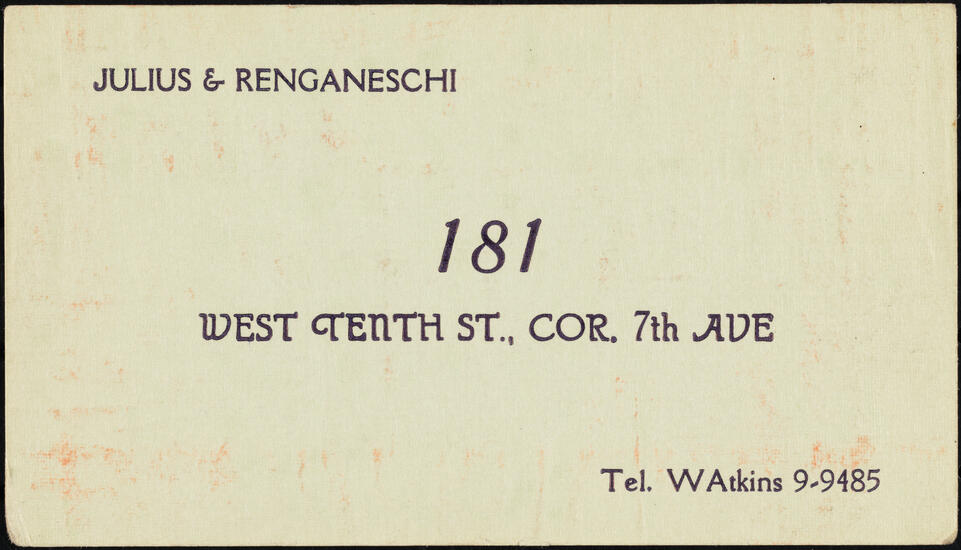 JULIUS & RENGANESCHI
181
WEST TENTH ST., COR. 7th AVE
Tel. WAtkins 9-9485